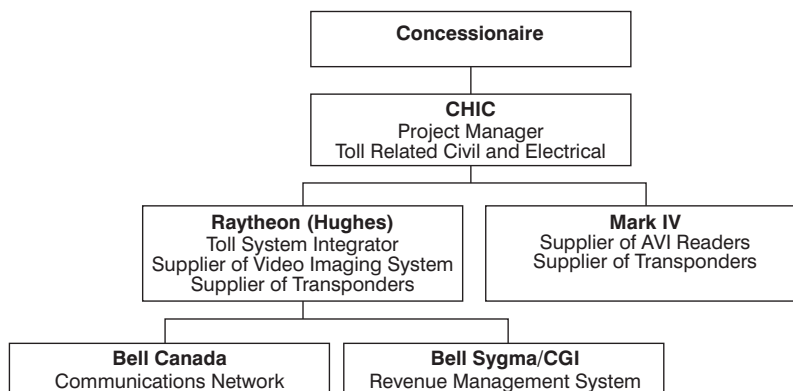 Concessionaire
CHIC
Project Manager
Toll Related Civil and Electrical
Raytheon (Hughes)
Toll System Integrator
Supplier of Video Imaging System
Supplier of Transponders
Mark IV
Supplier of AVI Readers
Supplier of Transponders
Bell Canada
Communications Network
Bell Sygma/CGI
Revenue Management System